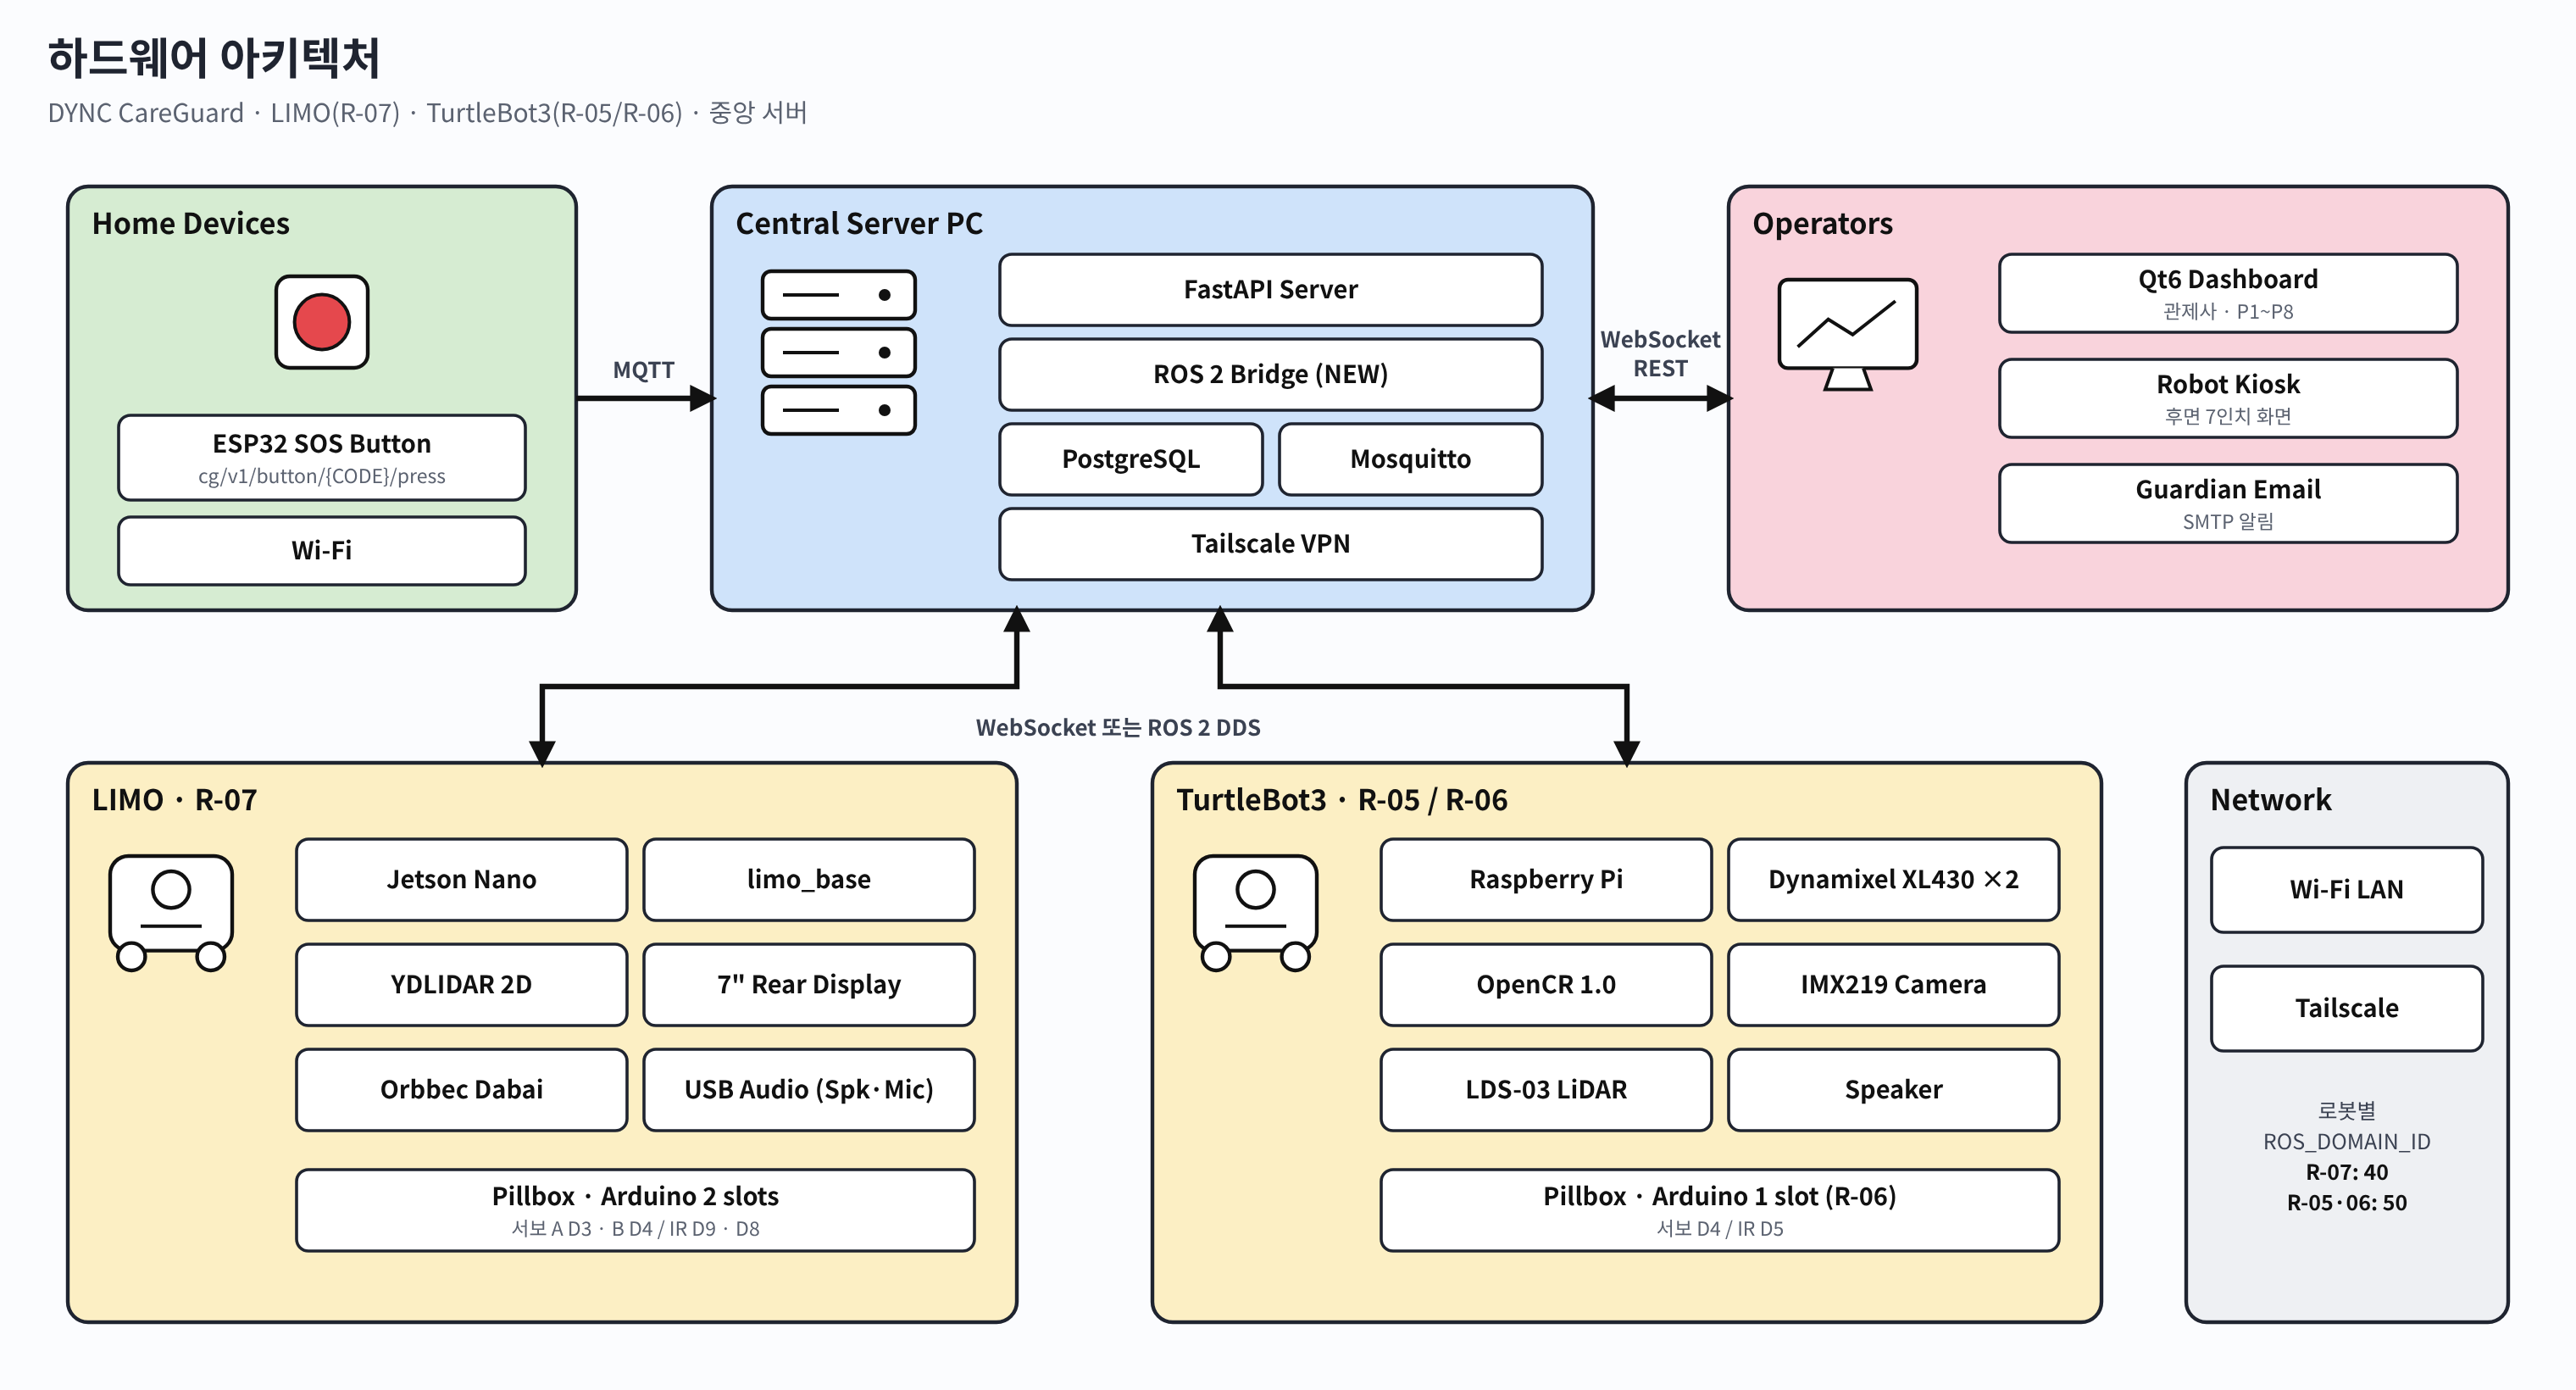 하드웨어 아키텍처
DYNC CareGuard · LIMO(R-07) · TurtleBot3(R-05/R-06) · 중앙 서버
Home Devices
ESP32 SOS Button
cg/v1/button/{CODE}/press
Wi-Fi
MQTT
Central Server PC
FastAPI Server
ROS 2 Bridge (NEW)
PostgreSQL
Mosquitto
Tailscale VPN
WebSocket
REST
Operators
Qt6 Dashboard
관제사 · P1~P8
Robot Kiosk
후면 7인치 화면
Guardian Email
SMTP 알림
WebSocket 또는 ROS 2 DDS
LIMO · R-07
Jetson Nano
limo_base
YDLIDAR 2D
7" Rear Display
Orbbec Dabai
USB Audio (Spk·Mic)
Pillbox · Arduino 2 slots
서보 A D3 · B D4 / IR D9 · D8
TurtleBot3 · R-05 / R-06
Raspberry Pi
Dynamixel XL430 ×2
OpenCR 1.0
IMX219 Camera
LDS-03 LiDAR
Speaker
Pillbox · Arduino 1 slot (R-06)
서보 D4 / IR D5
Network
Wi-Fi LAN
Tailscale
로봇별
ROS_DOMAIN_ID
R-07: 40
R-05·06: 50